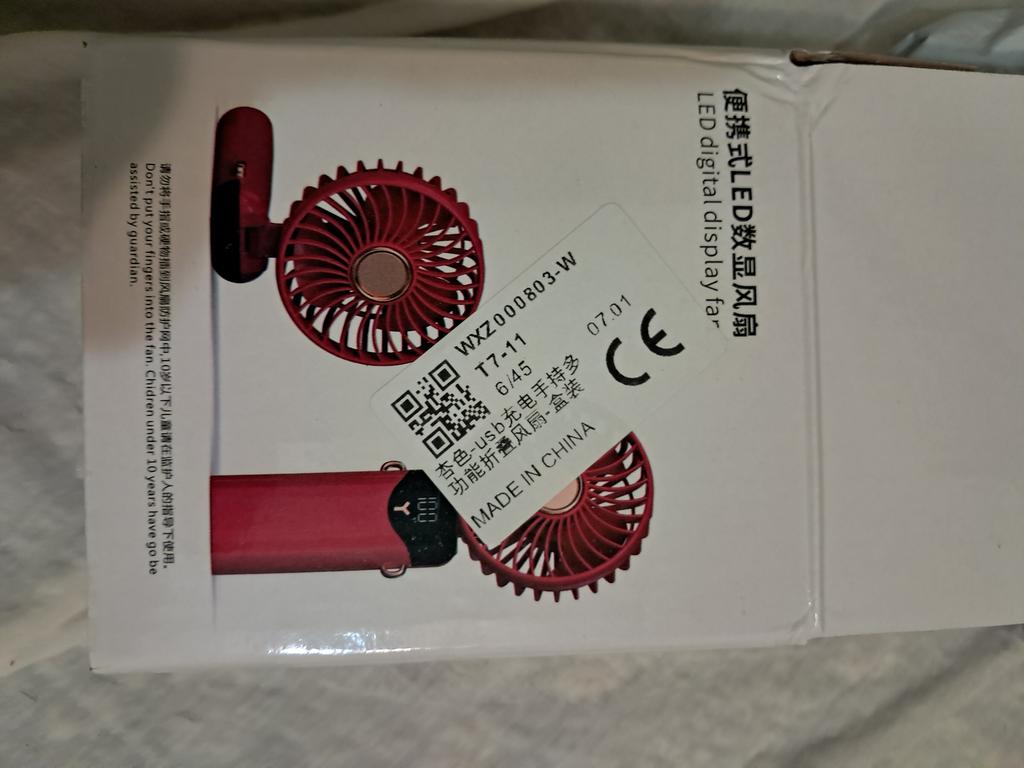 便携式LED数显风扇
LED digital display fan
WXZ000803-W
T7-11
6/45
07.01
杏色-usb充电手持多
功能折叠风扇-盒装
MADE IN CHINA
CE
100
请勿将手指或硬物插到风扇防护网中,10岁以下儿童请在监护人的指导下使用。
Don't put your fingers into the fan. Chidren under 10 years have go be
assisted by guardian.